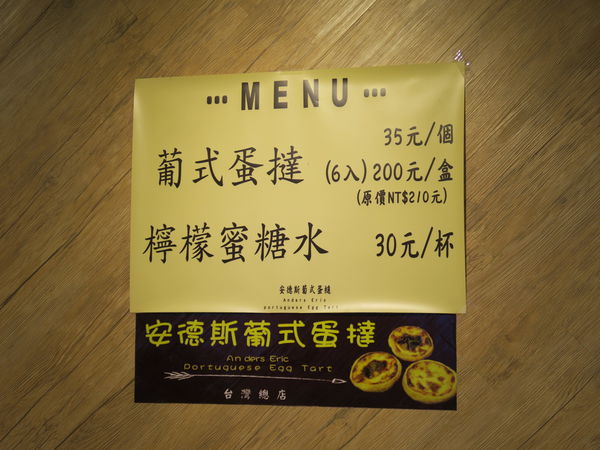 ••• MENU •••
35元/個
葡式蛋撻 (6入) 200元/盒
(原價NT$210元)
檸檬蜜糖水 30元/杯
安德斯葡式蛋撻
Anders Eric
portuguese Egg Tart
安德斯葡式蛋撻
Anders Eric
Portuguese Egg Tart
台灣總店